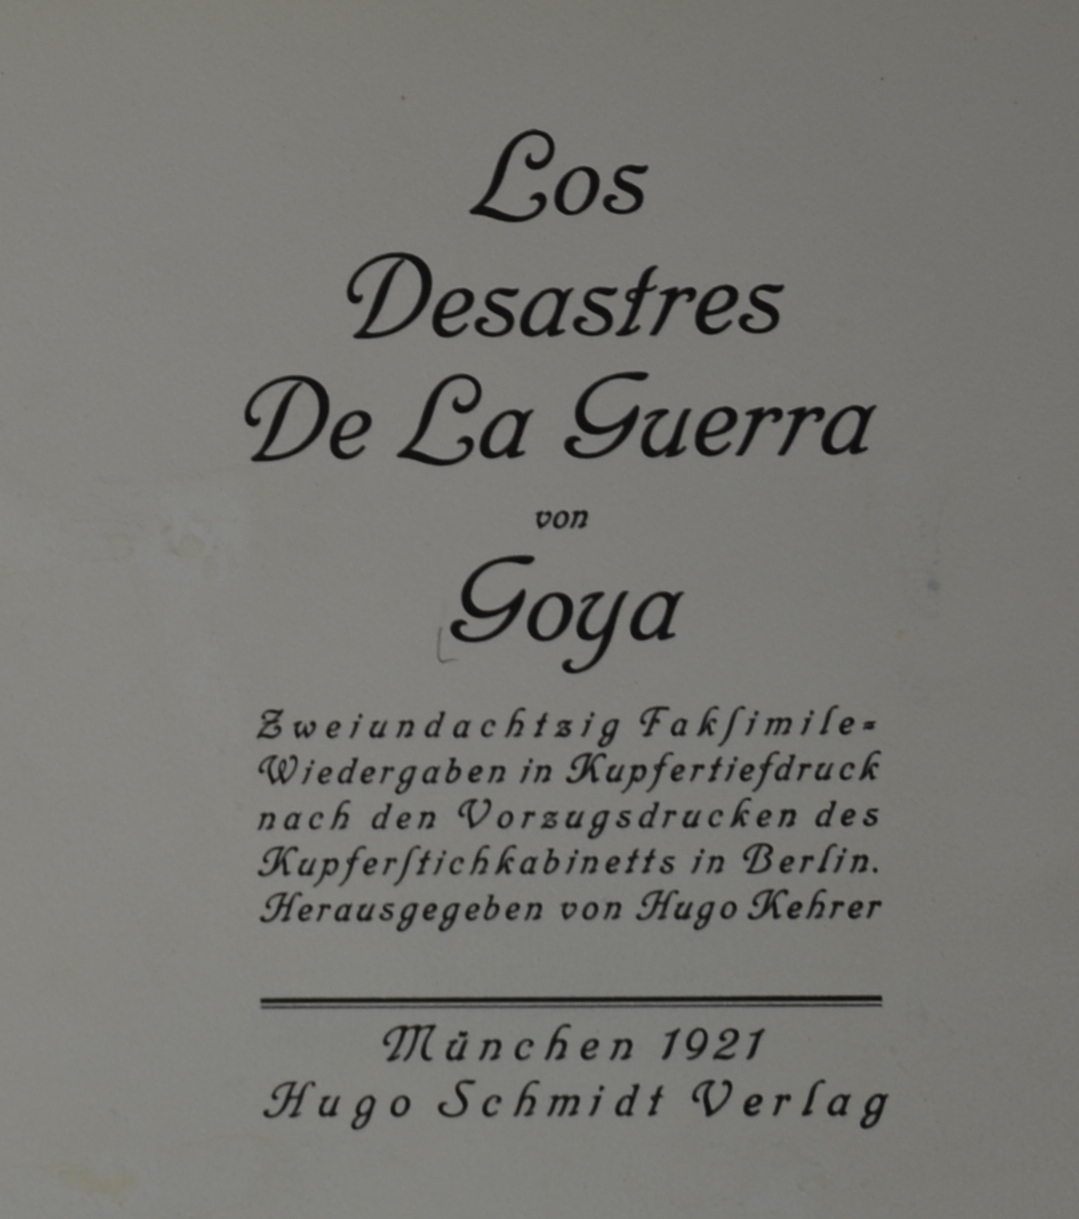 Los
Desastres
De La Guerra
von
Goya
Zweiundachtzig Fakſimile=
Wiedergaben in Kupfertiefdruck
nach den Vorzugsdrucken des
Kupferſtichkabinetts in Berlin.
Herausgegeben von Hugo Kehrer
München 1921
Hugo Schmidt Verlag